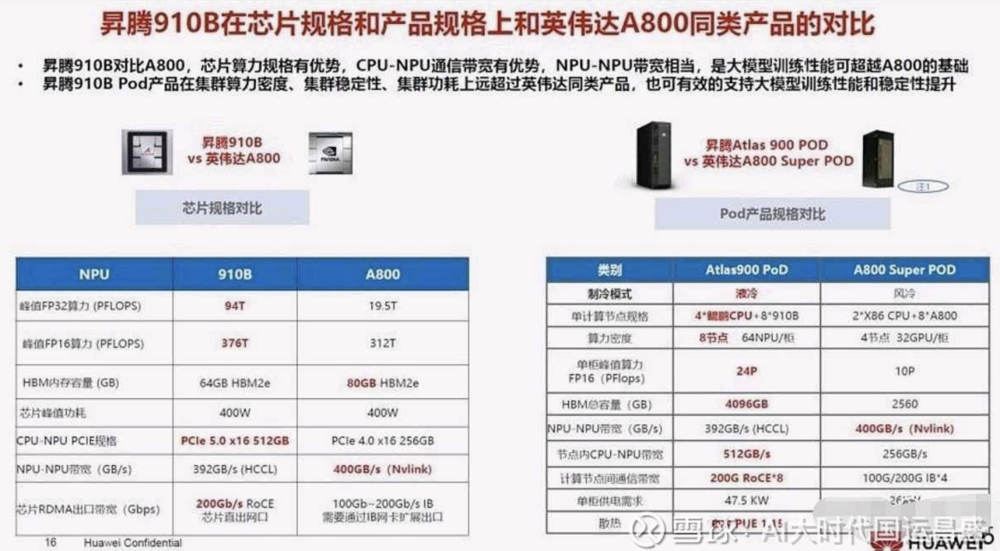 昇腾910B在芯片规格和产品规格上和英伟达A800同类产品的对比
• 昇腾910B对比A800，芯片算力规格有优势，CPU-NPU通信带宽有优势，NPU-NPU带宽相当，是大模型训练性能可超越A800的基础
• 昇腾910B Pod产品在集群算力密度、集群稳定性、集群功耗上远超过英伟达同类产品，也可有效的支持大模型训练性能和稳定性提升
昇腾910B
vs 英伟达A800
NVIDIA
芯片规格对比
昇腾Atlas 900 POD
vs 英伟达A800 Super POD
注1
Pod产品规格对比
NPU 910B A800
峰值FP32算力 (PFLOPS) 94T 19.5T
峰值FP16算力 (PFLOPS) 376T 312T
HBM内存容量 (GB) 64GB HBM2e 80GB HBM2e
芯片峰值功耗 400W 400W
CPU-NPU PCIE规格 PCIe 5.0 x16 512GB PCIe 4.0 x16 256GB
NPU-NPU带宽（GB/s） 392GB/s (HCCL) 400GB/s（Nvlink）
芯片RDMA出口带宽（Gbps） 200Gb/s RoCE 100Gb~200Gb/s IB
芯片直出网口 需要通过IB网卡扩展出口
类别 Atlas900 PoD A800 Super POD
制冷模式 液冷 风冷
单计算节点规格 4*鲲鹏CPU+8*910B 2*X86 CPU+8*A800
算力密度 8节点 64NPU/柜 4节点 32GPU/柜
单柜峰值算力
FP16（PFlops） 24P 10P
HBM总容量（GB） 4096GB 2560
NPU-NPU带宽（GB/s） 392GB/s (HCCL) 400GB/s（Nvlink）
节点内CPU-NPU带宽 512GB/s 256GB/s
计算节点间通信带宽 200G RoCE*8 100G/200G IB*4
单柜供电需求 47.5 KW
散热 PUE 1.15
雪球：AI大时代国运昌盛
16 Huawei Confidential
HUAWEI